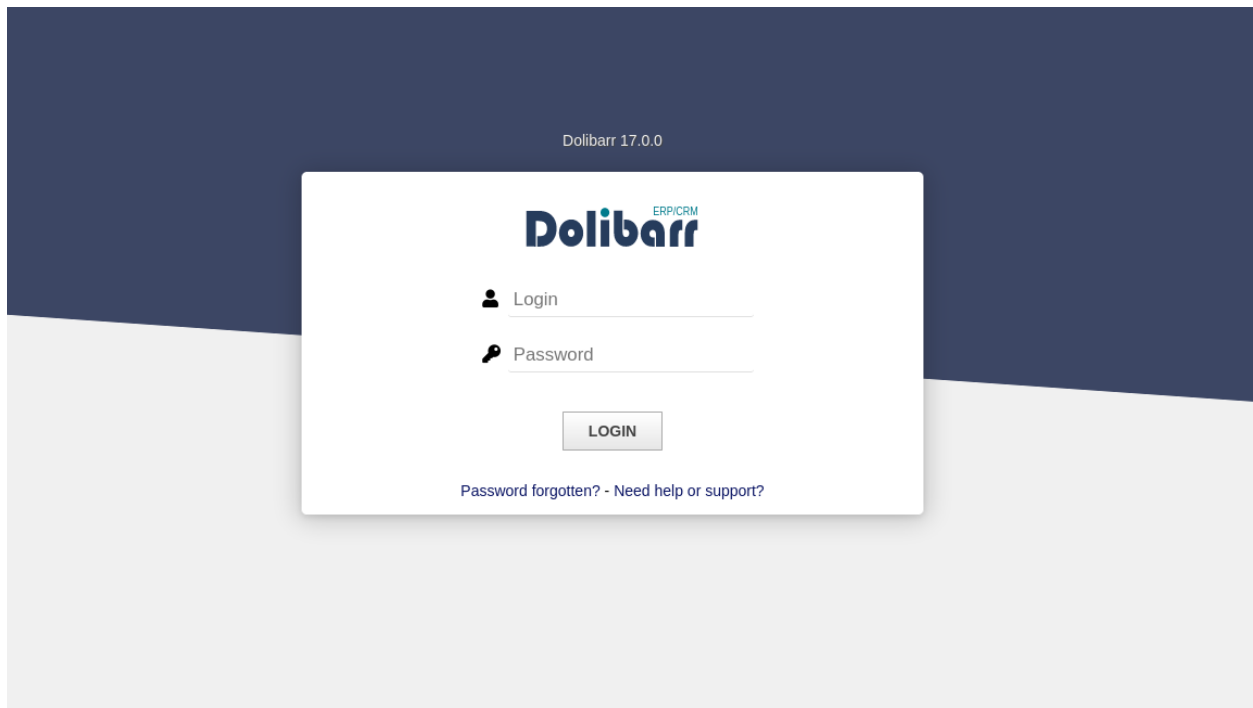 Dolibarr 17.0.0
ERP/CRM
Dolibarr
Login
Password
LOGIN
Password forgotten? - Need help or support?